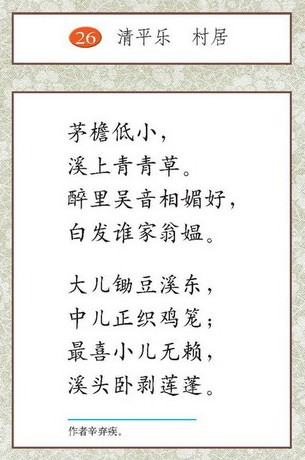 26 清平乐 村居
茅檐低小，
溪上青青草。
醉里吴音相媚好，
白发谁家翁媪。
大儿锄豆溪东，
中儿正织鸡笼；
最喜小儿无赖，
溪头卧剥莲蓬。
作者辛弃疾。